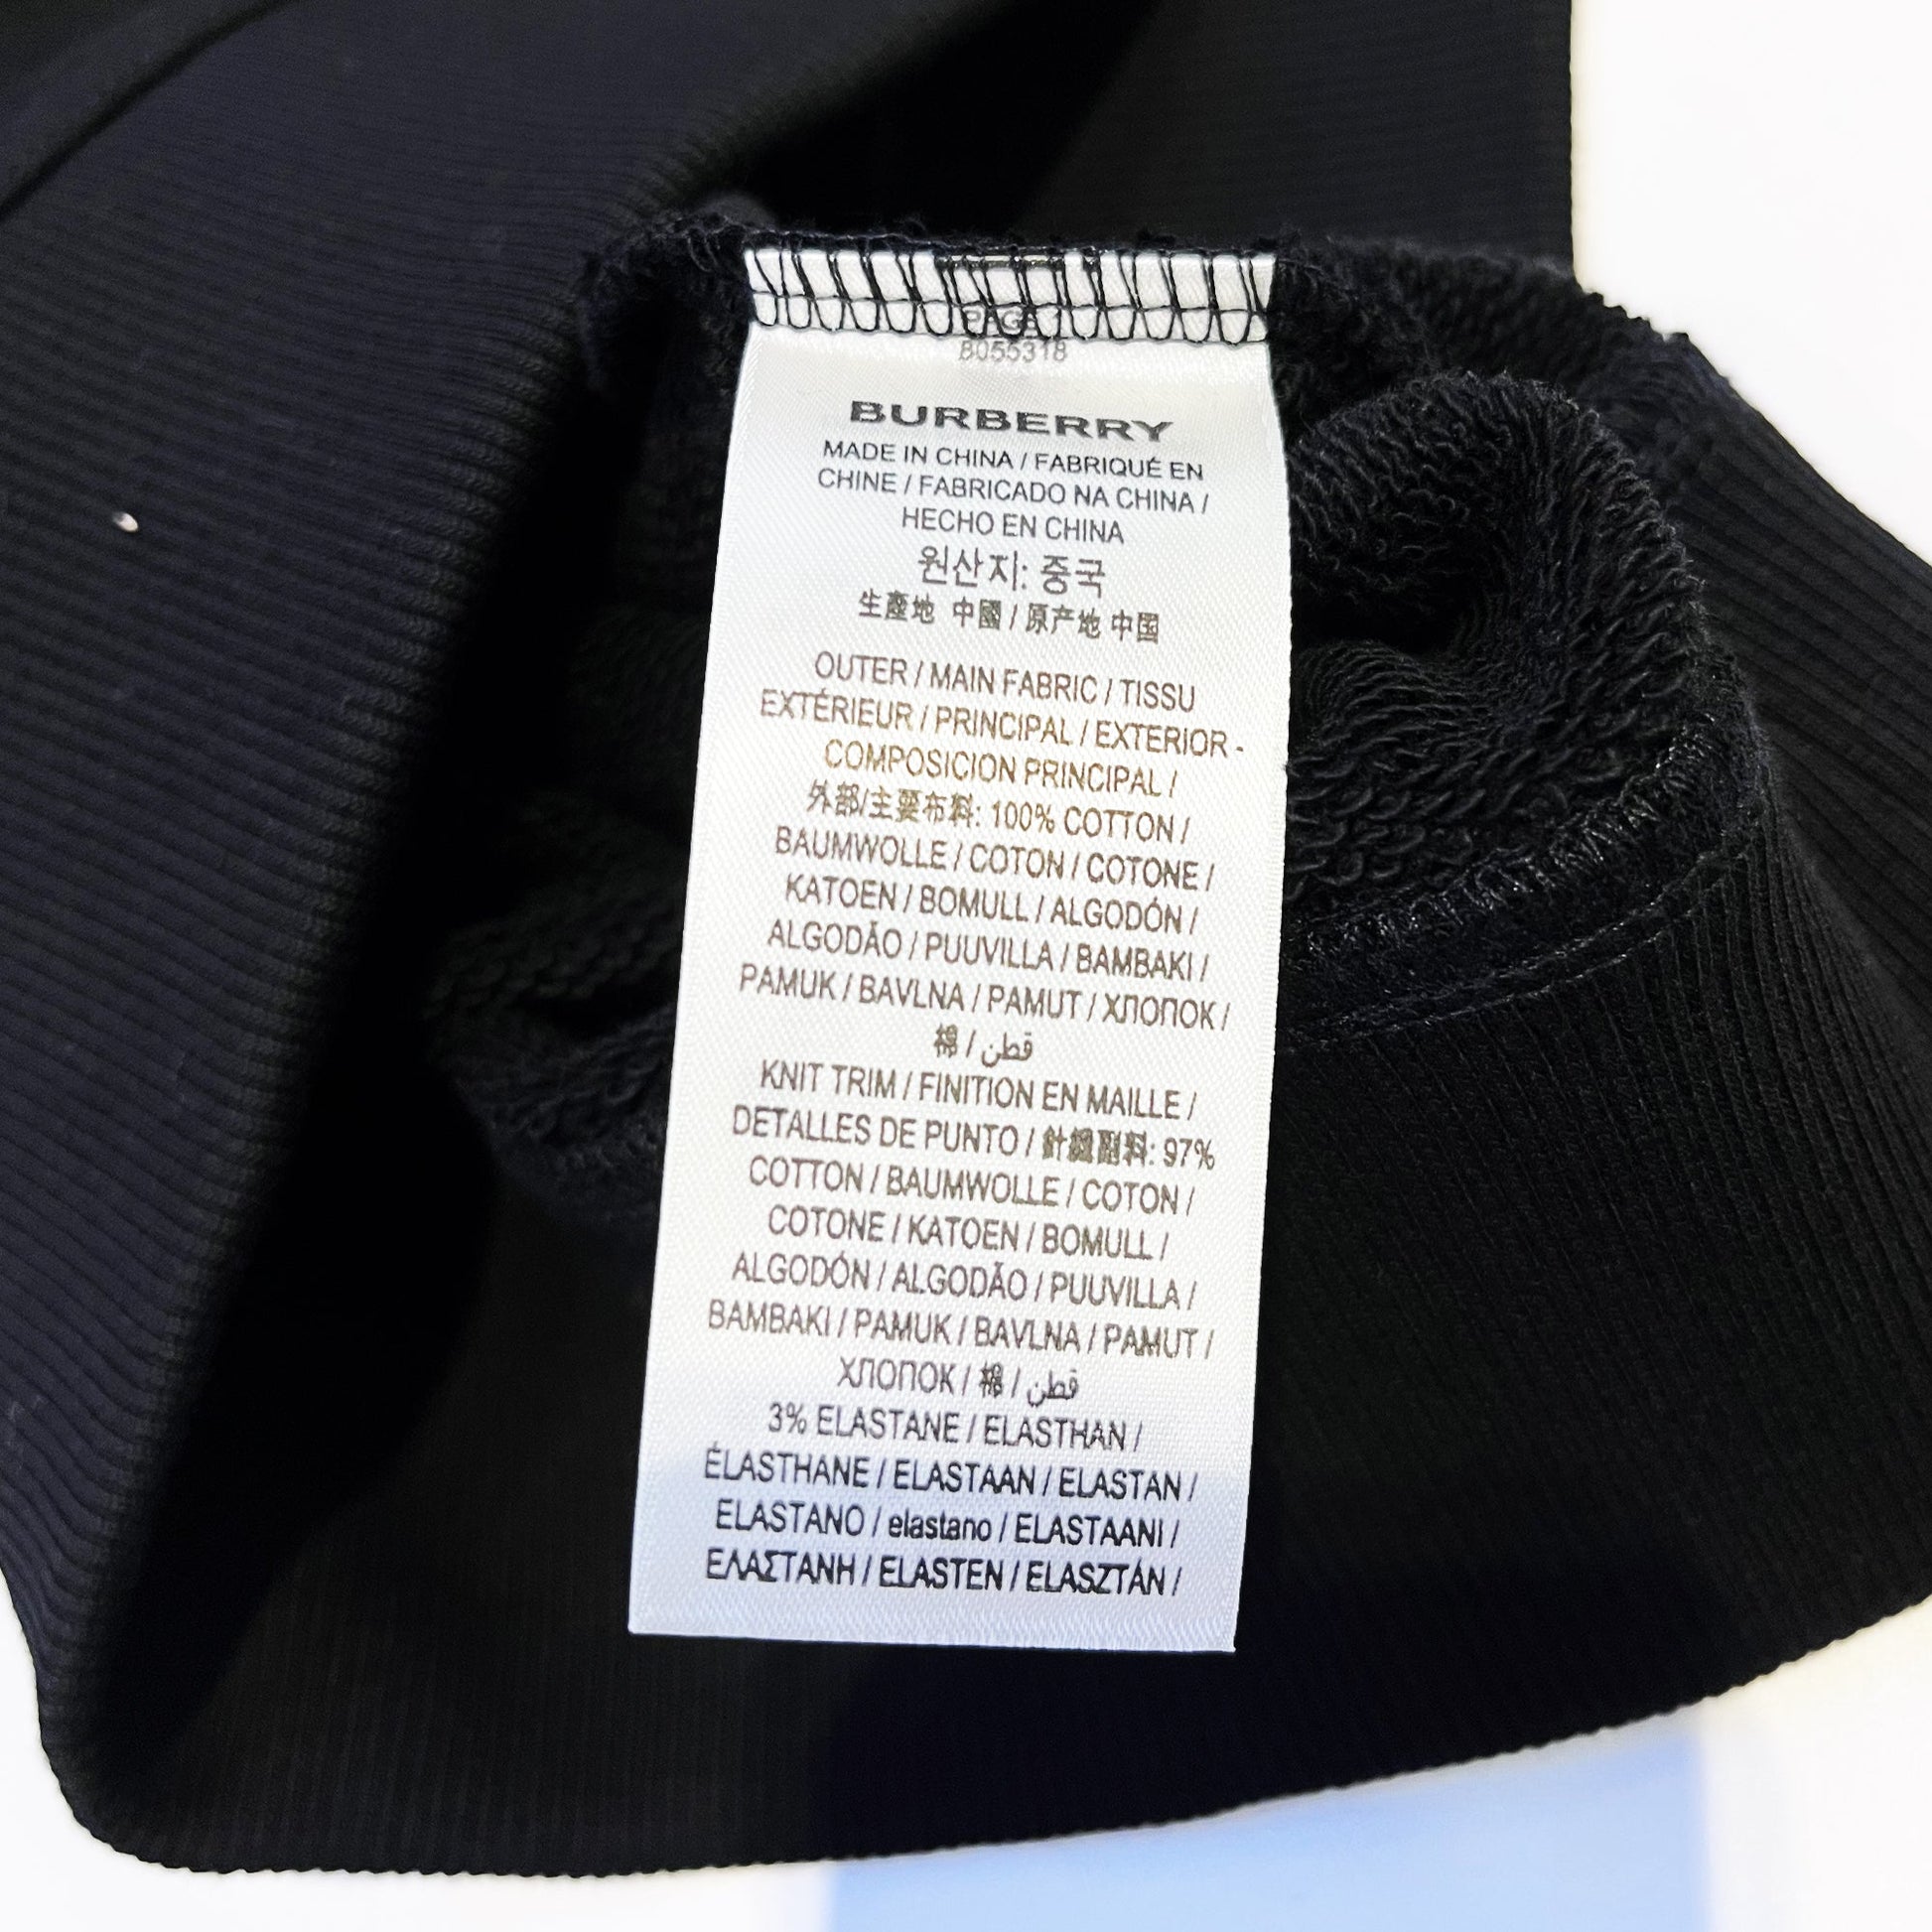 PAGE 1
B055318
BURBERRY
MADE IN CHINA / FABRIQUÉ EN
CHINE / FABRICADO NA CHINA /
HECHO EN CHINA
원산지: 중국
生產地 中國 / 原产地 中国
OUTER / MAIN FABRIC / TISSU
EXTÉRIEUR / PRINCIPAL / EXTERIOR -
COMPOSICION PRINCIPAL /
外部/主要布料: 100% COTTON /
BAUMWOLLE / COTON / COTONE /
KATOEN / BOMULL / ALGODÓN /
ALGODÃO / PUUVILLA / BAMBAKI /
PAMUK / BAVLNA / PAMUT / ХЛОПОК /
棉 / قطن
KNIT TRIM / FINITION EN MAILLE /
DETALLES DE PUNTO / 針織副料: 97%
COTTON / BAUMWOLLE / COTON /
COTONE / KATOEN / BOMULL /
ALGODÓN / ALGODÃO / PUUVILLA /
BAMBAKI / PAMUK / BAVLNA / PAMUT /
ХЛОПОК / 棉 / قطن
3% ELASTANE / ELASTHAN /
ÉLASTHANE / ELASTAAN / ELASTAN /
ELASTANO / elastano / ELASTAANI /
ΕΛΑΣΤΑΝΗ / ELASTEN / ELASZTÁN /